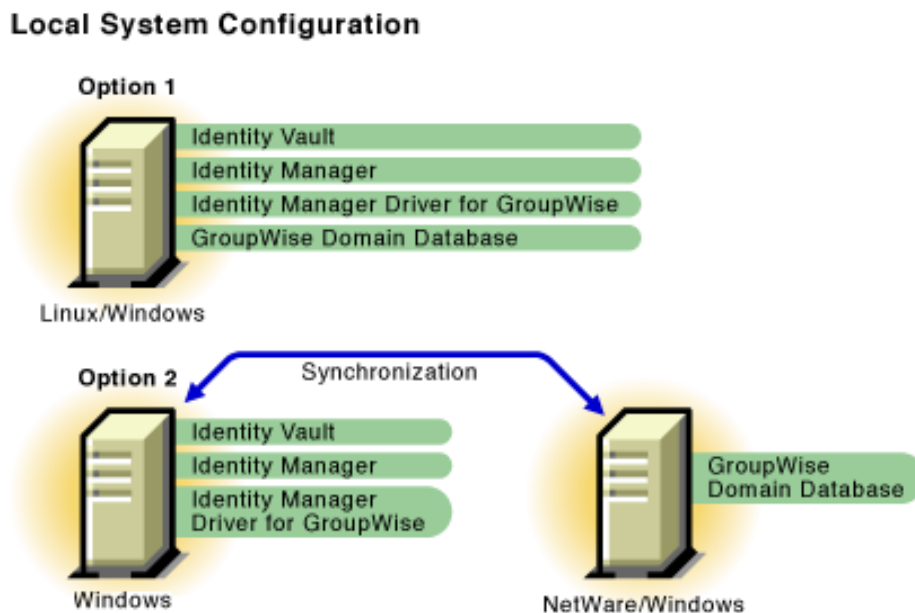 Local System Configuration
Option 1
Identity Vault
Identity Manager
Identity Manager Driver for GroupWise
GroupWise Domain Database
Linux/Windows
Option 2
Synchronization
Identity Vault
Identity Manager
Identity Manager
Driver for GroupWise
Windows
GroupWise
Domain Database
NetWare/Windows